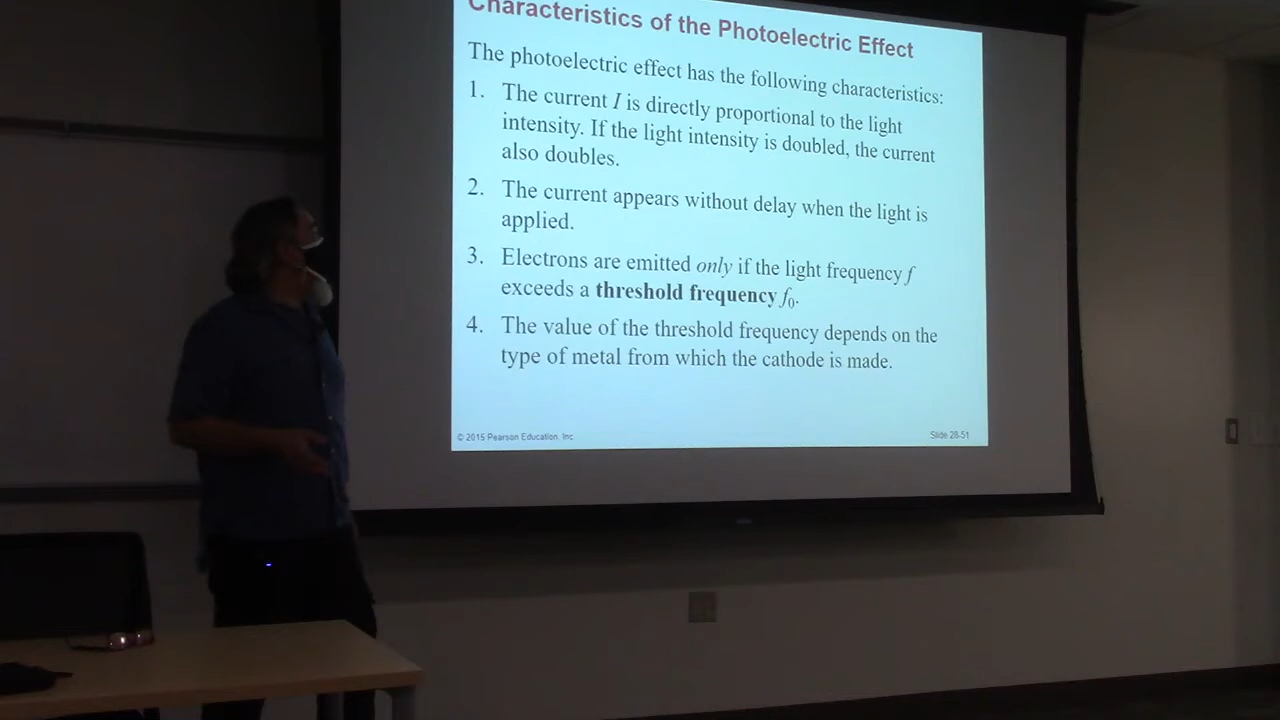 Characteristics of the Photoelectric Effect
The photoelectric effect has the following characteristics:
1. The current I is directly proportional to the light
intensity. If the light intensity is doubled, the current
also doubles.
2. The current appears without delay when the light is
applied.
3. Electrons are emitted only if the light frequency f
exceeds a threshold frequency f₀.
4. The value of the threshold frequency depends on the
type of metal from which the cathode is made.
© 2015 Pearson Education, Inc.
Slide 28-51